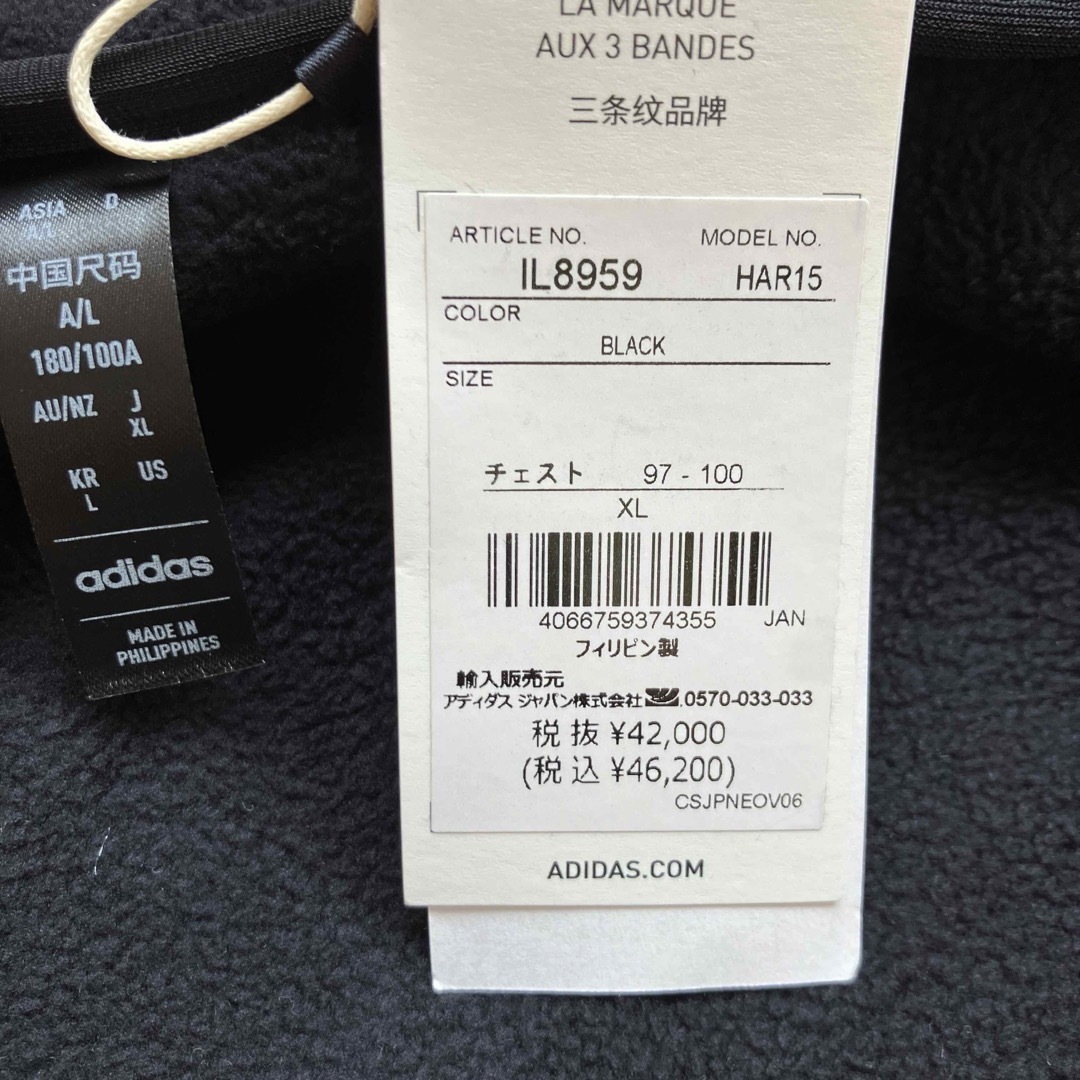 LA MARQUE
AUX 3 BANDES
三条纹品牌
ARTICLE NO. MODEL NO.
IL8959 HAR15
COLOR
BLACK
SIZE
チェスト 97 - 100
XL
4066759374355 JAN
フィリピン製
輸入販売元
アディダス ジャパン株式会社 0570-033-033
税抜 ¥42,000
(税込 ¥46,200)
CSJPNEOV06
ADIDAS.COM
ASIA D
A/L
中国尺码
A/L
180/100A
AU/NZ J
XL
KR US
L
adidas
MADE IN
PHILIPPINES